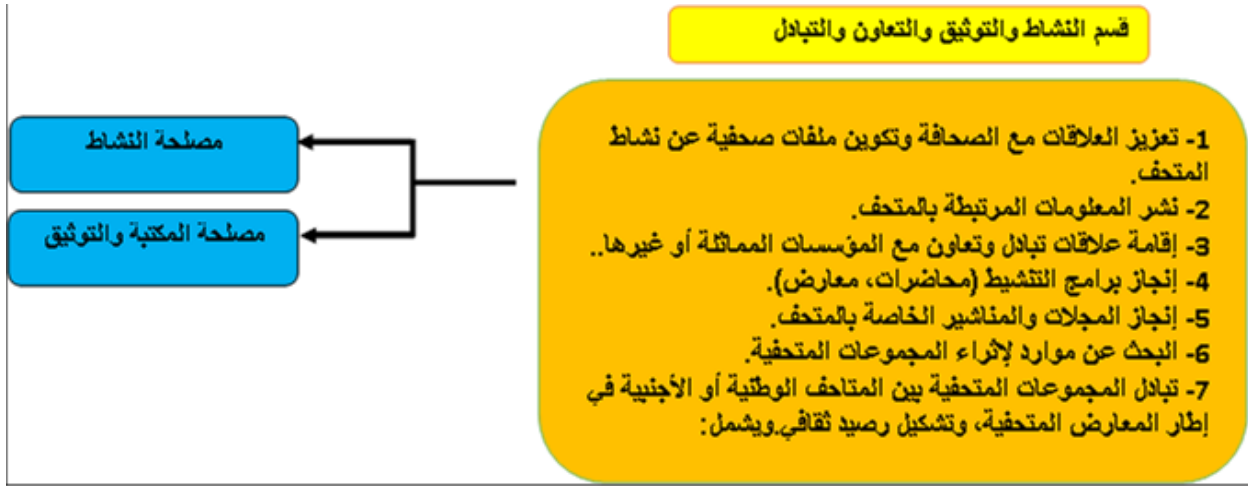 قسم النشاط والتوثيق والتعاون والتبادل
1- تعزيز العلاقات مع الصحافة وتكوين ملفات صحفية عن نشاط
المتحف.
2- نشر المعلومات المرتبطة بالمتحف.
3- إقامة علاقات تبادل وتعاون مع المؤسسات المماثلة أو غيرها..
4- إنجاز برامج التنشيط (محاضرات، معارض).
5- إنجاز المجلات والمناشير الخاصة بالمتحف.
6- البحث عن موارد لإثراء المجموعات المتحفية.
7- تبادل المجموعات المتحفية بين المتاحف الوطنية أو الأجنبية في
إطار المعارض المتحفية، وتشكيل رصيد ثقافي.ويشمل:
مصلحة النشاط
مصلحة المكتبة والتوثيق